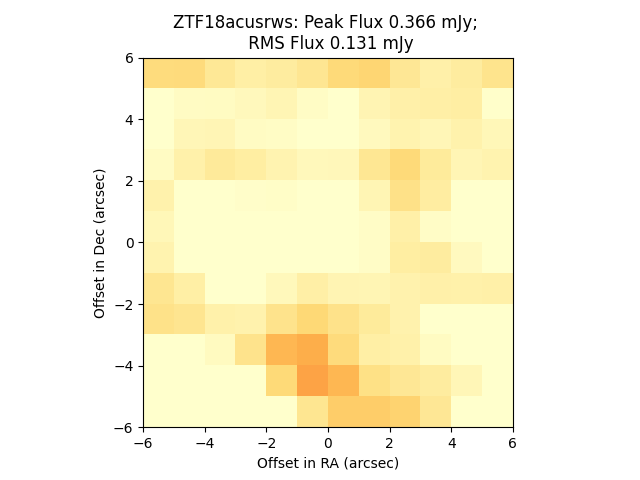 ZTF18acusrws: Peak Flux 0.366 mJy;
RMS Flux 0.131 mJy
6
4
2
0
−2
−4
−6
Offset in Dec (arcsec)
−6 −4 −2 0 2 4 6
Offset in RA (arcsec)